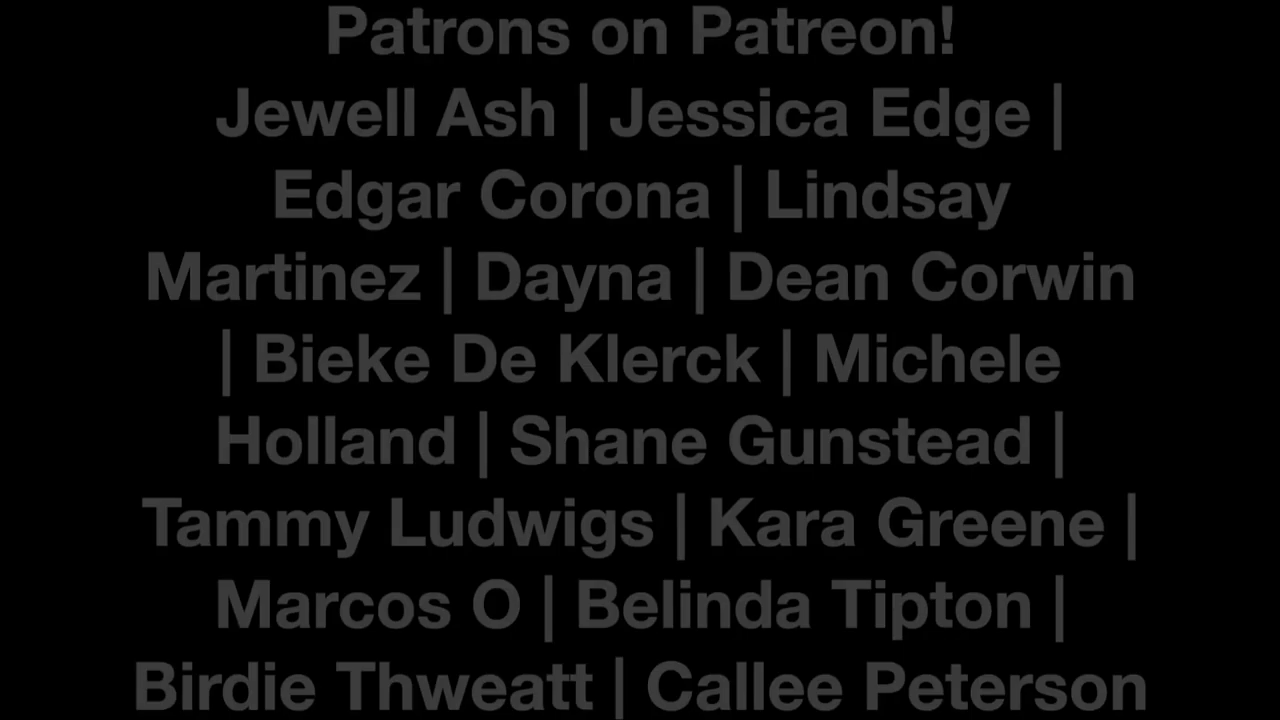 Patrons on Patreon!
Jewell Ash | Jessica Edge |
Edgar Corona | Lindsay
Martinez | Dayna | Dean Corwin
| Bieke De Klerck | Michele
Holland | Shane Gunstead |
Tammy Ludwigs | Kara Greene |
Marcos O | Belinda Tipton |
Birdie Thweatt | Callee Peterson